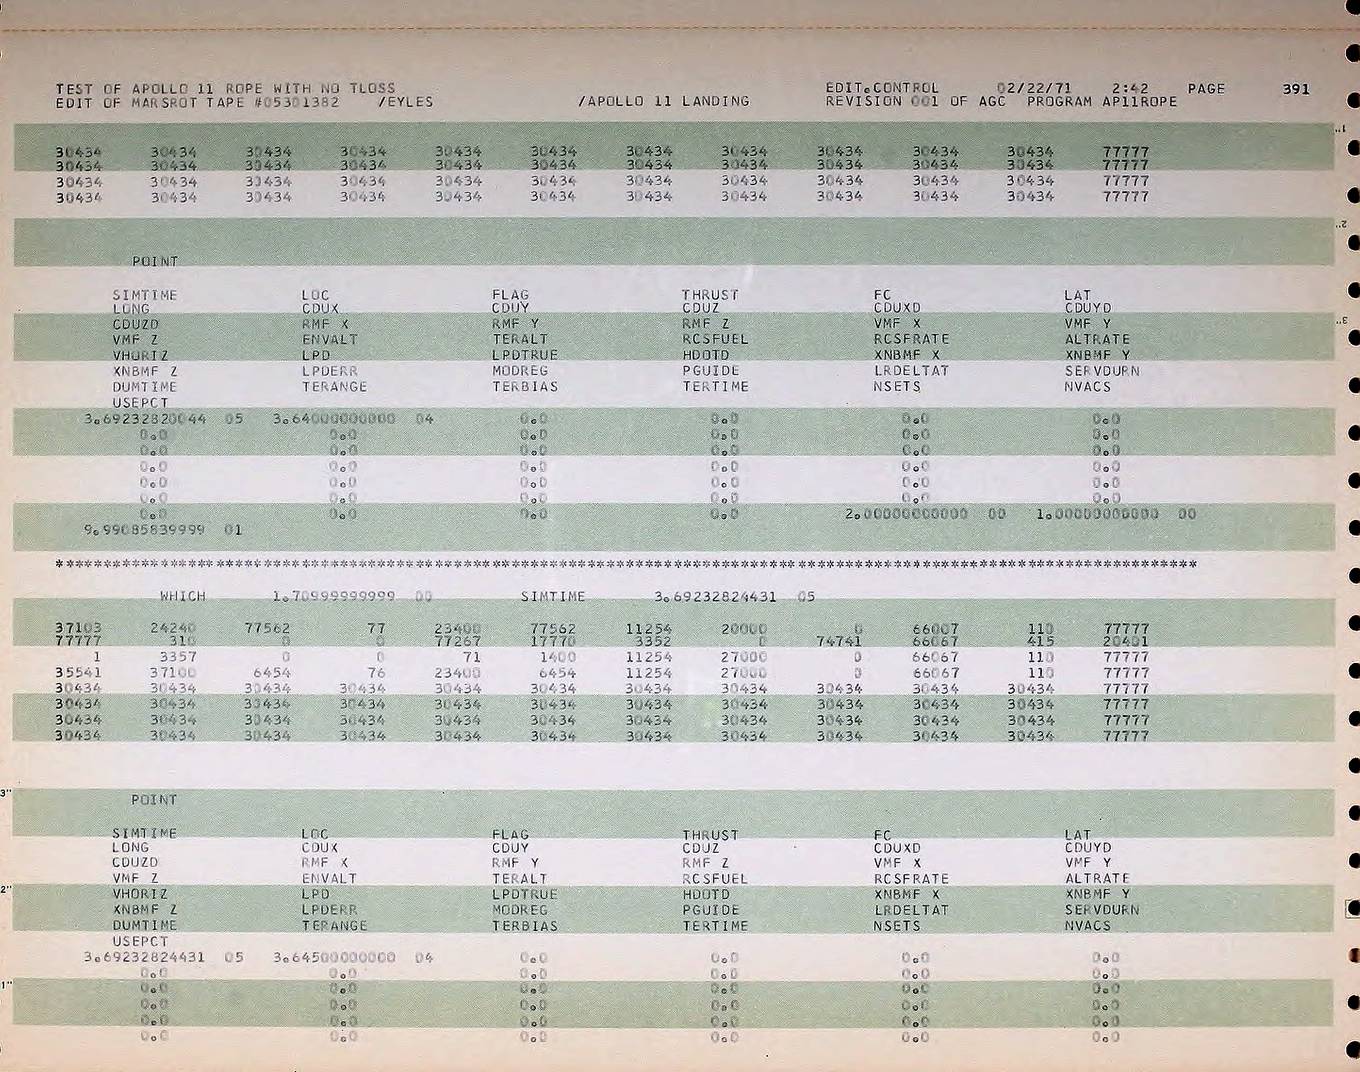 TEST OF APOLLO 11 ROPE WITH NO TLOSS EDIT.CONTROL 02/22/71 2:42 PAGE 391
EDIT OF MARSROT TAPE #05301382 /EYLES /APOLLO 11 LANDING REVISION 001 OF AGC PROGRAM AP11ROPE
30434 30434 30434 30434 30434 30434 30434 30434 30434 30434 30434 77777
30434 30434 30434 30434 30434 30434 30434 30434 30434 30434 30434 77777
30434 30434 30434 30434 30434 30434 30434 30434 30434 30434 30434 77777
30434 30434 30434 30434 30434 30434 30434 30434 30434 30434 30434 77777
POINT
SIMTIME LOC FLAG THRUST FC LAT
LONG CDUX CDUY CDUZ CDUXD CDUYD
CDUZD RMF X RMF Y RMF Z VMF X VMF Y
VMF Z ENVALT TERALT RCSFUEL RCSFRATE ALTRATE
VHORIZ LPD LPDTRUE HDOTD XNBMF X XNBMF Y
XNBMF Z LPDERR MODREG PGUIDE LRDELTAT SERVDURN
DUMTIME TERANGE TERBIAS TERTIME NSETS NVACS
USEPCT
3.69232820044 05 3.64000000000 04 0.0 0.0 0.0 0.0
0.0 0.0 0.0 0.0 0.0 0.0
0.0 0.0 0.0 0.0 0.0 0.0
0.0 0.0 0.0 0.0 0.0 0.0
0.0 0.0 0.0 0.0 0.0 0.0
0.0 0.0 0.0 0.0 0.0 0.0
0.0 0.0 0.0 0.0 2.00000000000 00 1.00000000000 00
9.99085839999 01
************************************************************************************************************************
WHICH 1.70999999999 00 SIMTIME 3.69232824431 05
37103 24240 77562 77 23400 77562 11254 20000 0 66007 110 77777
77777 310 0 0 77267 17770 3352 0 74741 66067 415 20401
1 3357 0 0 71 1400 11254 27000 0 66067 110 77777
35541 37100 6454 76 23400 6454 11254 27000 0 66067 110 77777
30434 30434 30434 30434 30434 30434 30434 30434 30434 30434 30434 77777
30434 30434 30434 30434 30434 30434 30434 30434 30434 30434 30434 77777
30434 30434 30434 30434 30434 30434 30434 30434 30434 30434 30434 77777
30434 30434 30434 30434 30434 30434 30434 30434 30434 30434 30434 77777
POINT
SIMTIME LOC FLAG THRUST FC LAT
LONG CDUX CDUY CDUZ CDUXD CDUYD
CDUZD RMF X RMF Y RMF Z VMF X VMF Y
VMF Z ENVALT TERALT RCSFUEL RCSFRATE ALTRATE
VHORIZ LPD LPDTRUE HDOTD XNBMF X XNBMF Y
XNBMF Z LPDERR MODREG PGUIDE LRDELTAT SERVDURN
DUMTIME TERANGE TERBIAS TERTIME NSETS NVACS
USEPCT
3.69232824431 05 3.64500000000 04 0.0 0.0 0.0 0.0
0.0 0.0 0.0 0.0 0.0 0.0
0.0 0.0 0.0 0.0 0.0 0.0
0.0 0.0 0.0 0.0 0.0 0.0
0.0 0.0 0.0 0.0 0.0 0.0
0.0 0.0 0.0 0.0 0.0 0.0
3"
2"
1"
1"
2"
3"